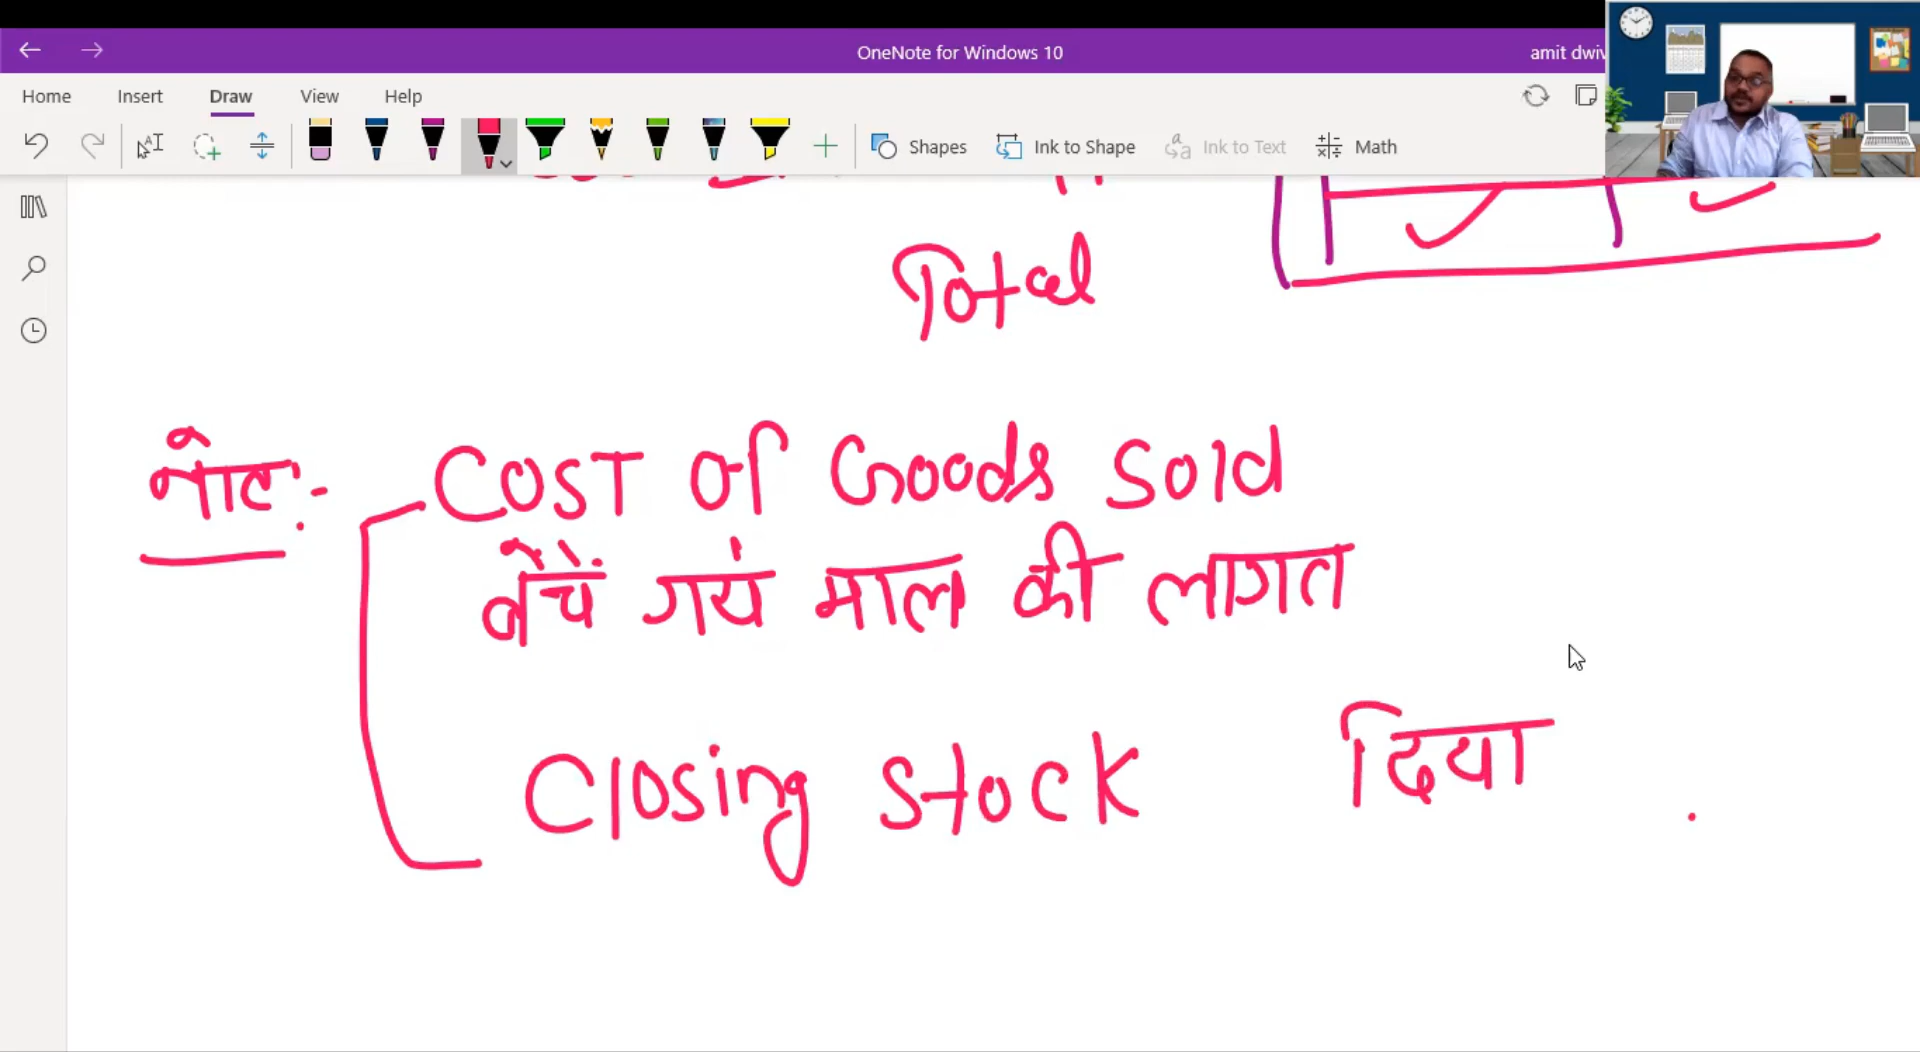 OneNote for Windows 10
amit dwiv
Home Insert Draw View Help
Shapes Ink to Shape Ink to Text Math
Total
नोट:- COST Of Goods Sold
बेचें गयें माल की लागत
Closing Stock दिया